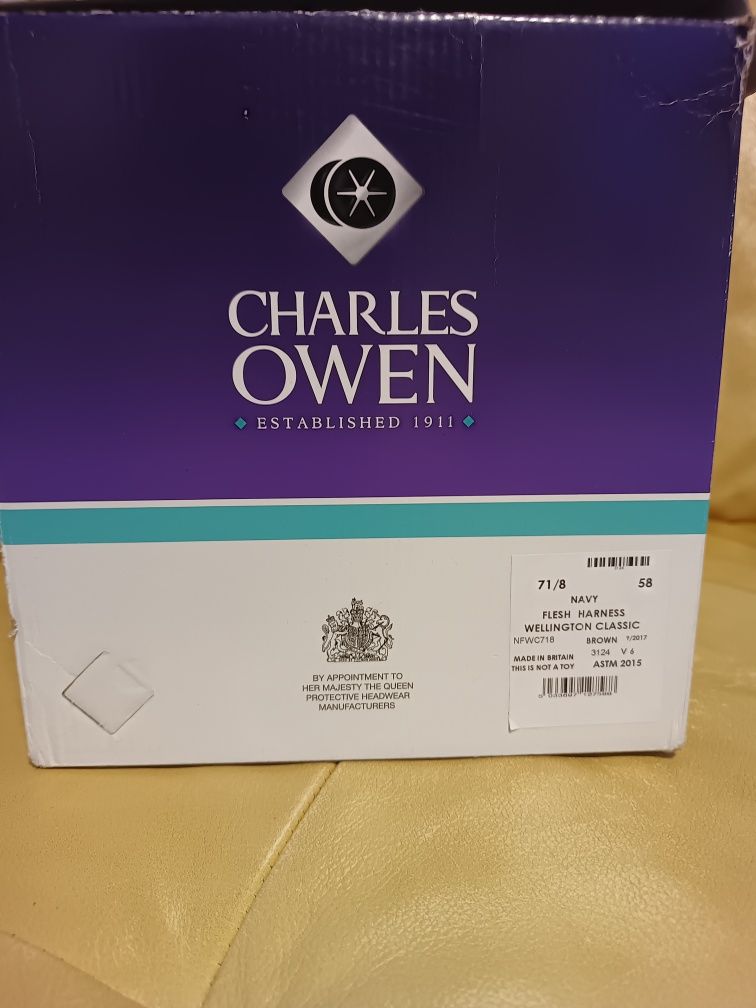 CHARLES
OWEN
ESTABLISHED 1911
BY APPOINTMENT TO
HER MAJESTY THE QUEEN
PROTECTIVE HEADWEAR
MANUFACTURERS
71/8 58
NAVY
FLESH HARNESS
WELLINGTON CLASSIC
NFWC718 BROWN 7/2017
MADE IN BRITAIN 3124 V 6
THIS IS NOT A TOY ASTM 2015